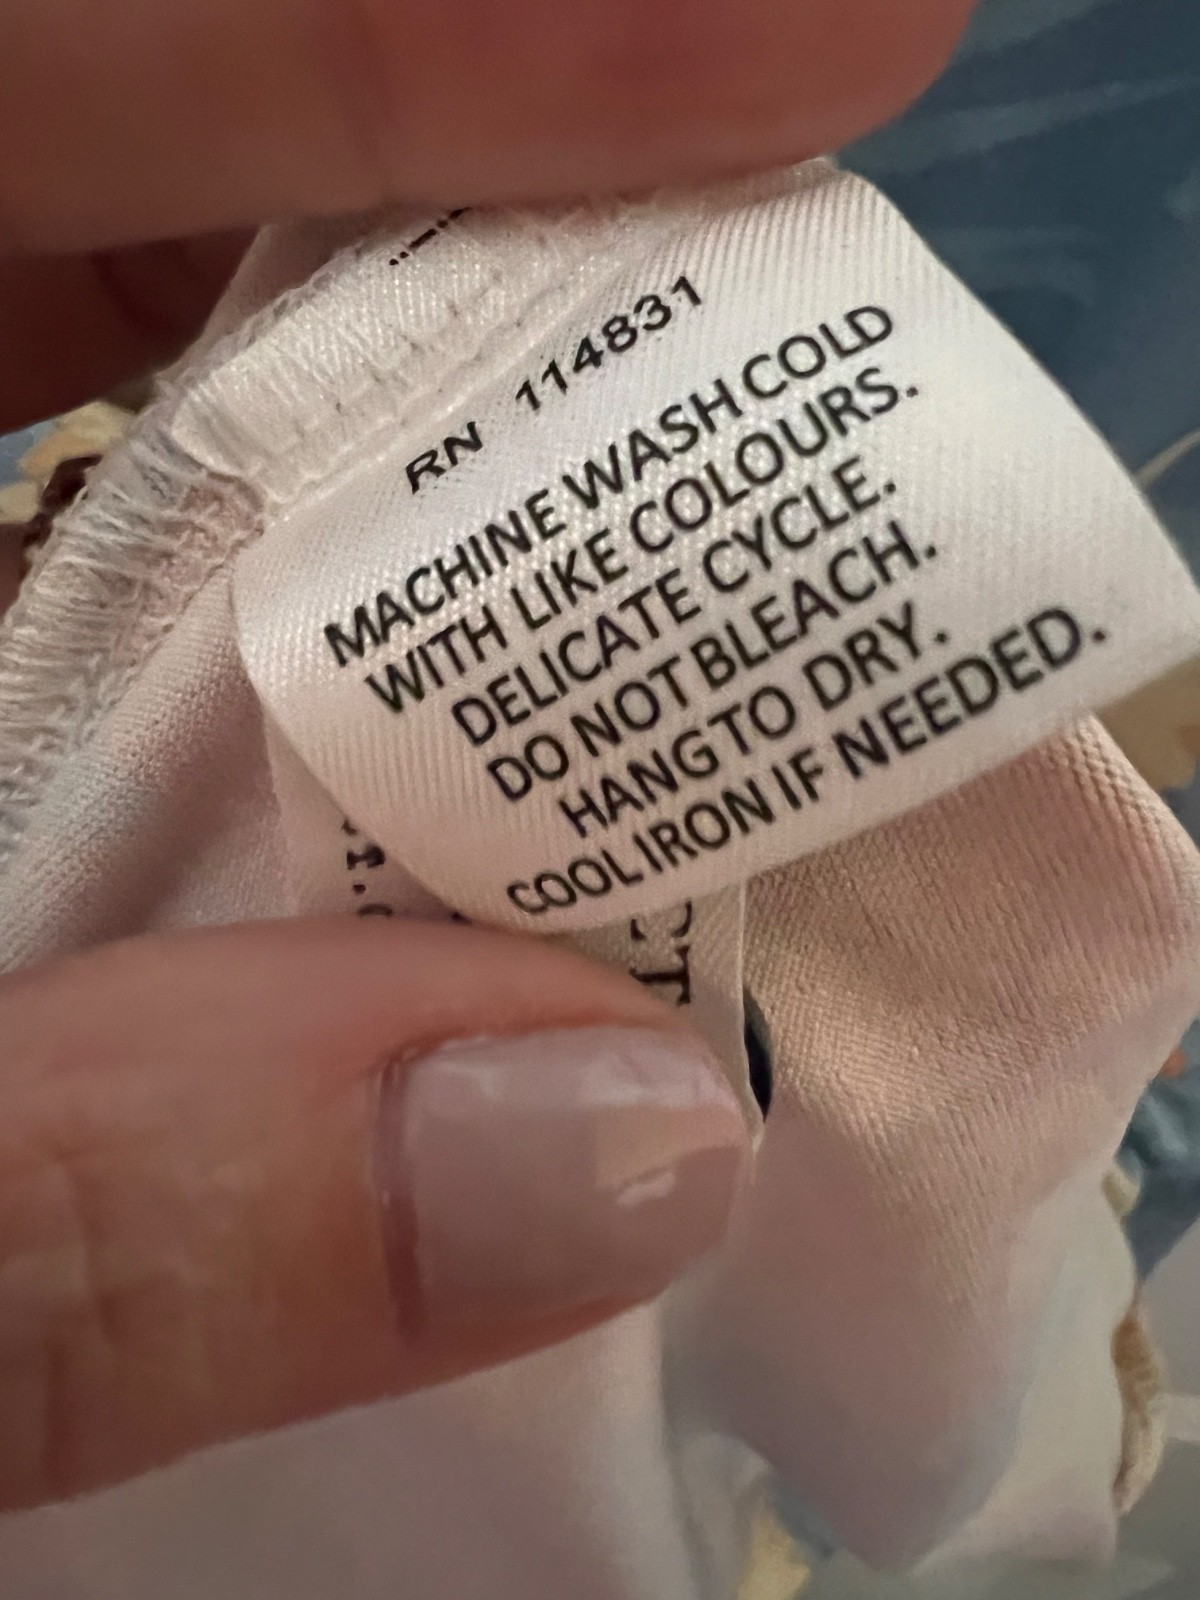 RN 114831
MACHINE WASH COLD
WITH LIKE COLOURS.
DELICATE CYCLE.
DO NOT BLEACH.
HANG TO DRY.
COOL IRON IF NEEDED.